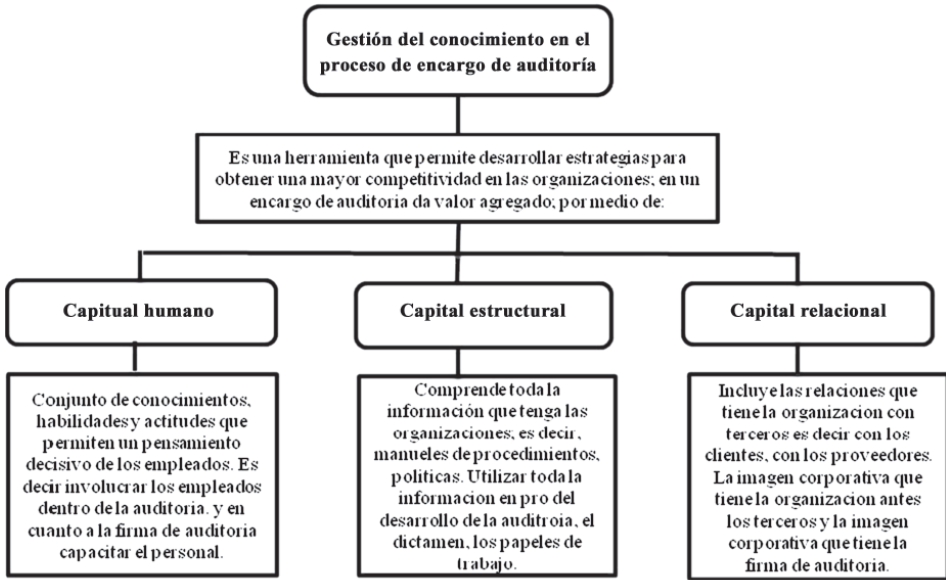 Gestión del conocimiento en el
proceso de encargo de auditoría
Es una herramienta que permite desarrollar estrategias para
obtener una mayor competitividad en las organizaciones; en un
encargo de auditoria da valor agregado; por medio de:
Capitual humano
Capital estructural
Capital relacional
Conjunto de conocimientos,
habilidades y actitudes que
permiten un pensamiento
decisivo de los empleados. Es
decir involucrar los empleados
dentro de la auditoria. y en
cuanto a la firma de auditoria
capacitar el personal.
Comprende toda la
información que tenga las
organizaciones; es decir,
manueles de procedimientos,
politicas. Utilizar toda la
informacion en pro del
desarrollo de la auditroia, el
dictamen, los papeles de
trabajo.
Incluye las relaciones que
tiene la organizacion con
terceros es decir con los
clientes, con los proveedores.
La imagen corporativa que
tiene la organizacion antes
los terceros y la imagen
corporativa que tiene la
firma de auditoria.